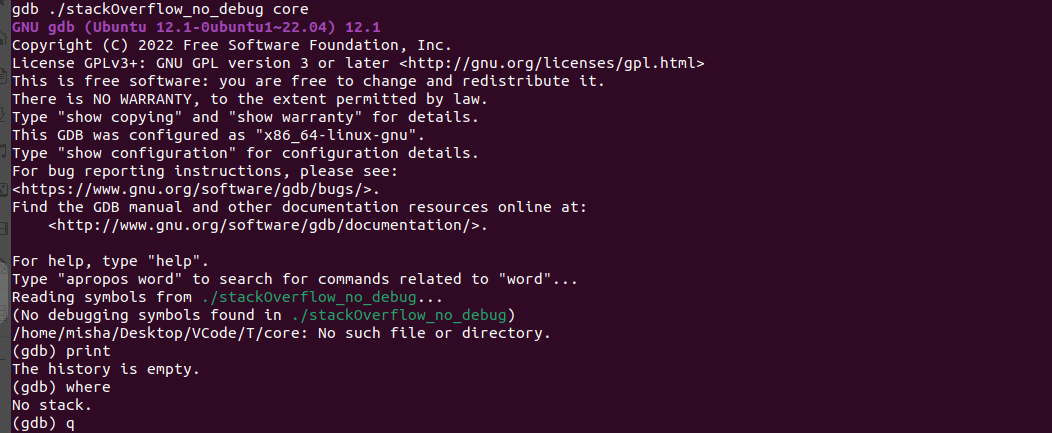 gdb ./stackOverflow_no_debug core
GNU gdb (Ubuntu 12.1-0ubuntu1~22.04) 12.1
Copyright (C) 2022 Free Software Foundation, Inc.
License GPLv3+: GNU GPL version 3 or later <http://gnu.org/licenses/gpl.html>
This is free software: you are free to change and redistribute it.
There is NO WARRANTY, to the extent permitted by law.
Type "show copying" and "show warranty" for details.
This GDB was configured as "x86_64-linux-gnu".
Type "show configuration" for configuration details.
For bug reporting instructions, please see:
<https://www.gnu.org/software/gdb/bugs/>.
Find the GDB manual and other documentation resources online at:
    <http://www.gnu.org/software/gdb/documentation/>.

For help, type "help".
Type "apropos word" to search for commands related to "word"...
Reading symbols from ./stackOverflow_no_debug...
(No debugging symbols found in ./stackOverflow_no_debug)
/home/misha/Desktop/VCode/T/core: No such file or directory.
(gdb) print
The history is empty.
(gdb) where
No stack.
(gdb) q